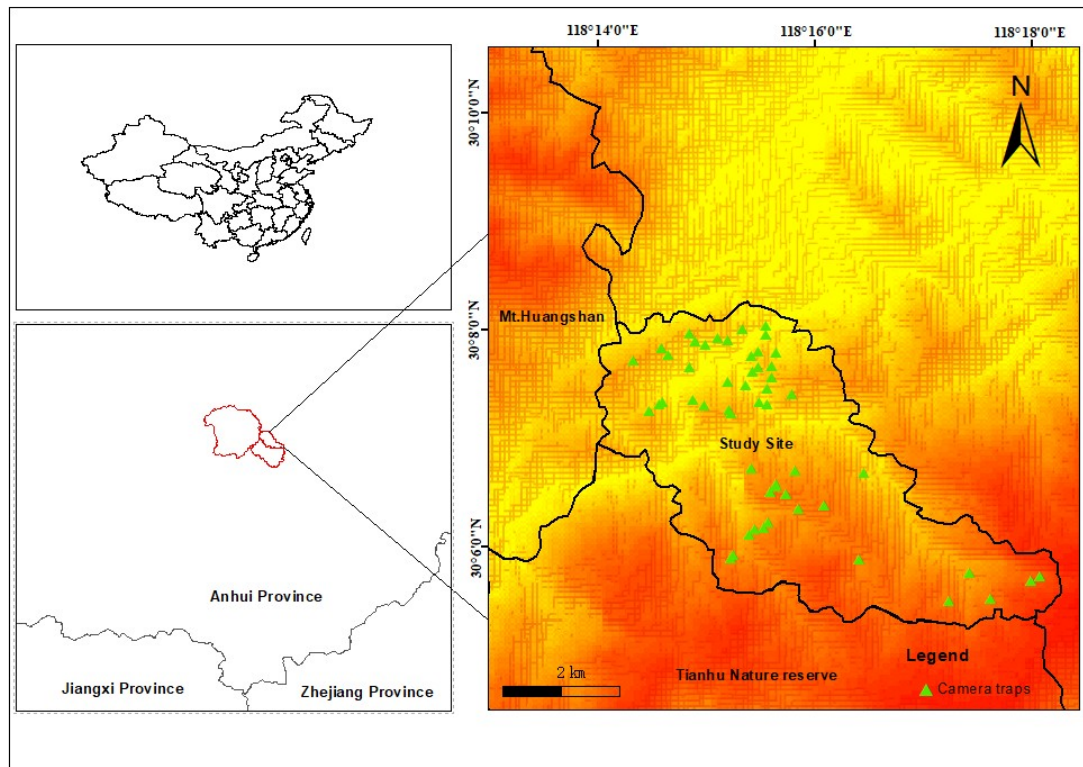 118°14'0"E
118°16'0"E
118°18'0"E
30°10'0"N
N
30°8'0"N
Mt.Huangshan
Study Site
30°6'0"N
Anhui Province
Jiangxi Province
Zhejiang Province
Legend
2 km
Tianhu Nature reserve
Camera traps